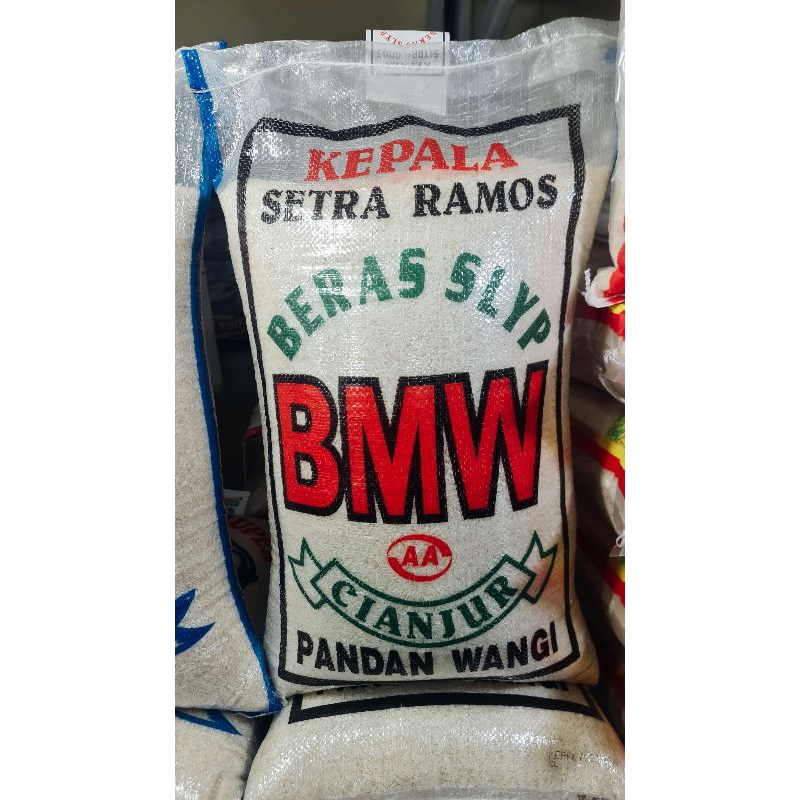 KEPALA
SETRA RAMOS
BERAS SLYP
BMW
AA
CIANJUR
PANDAN WANGI